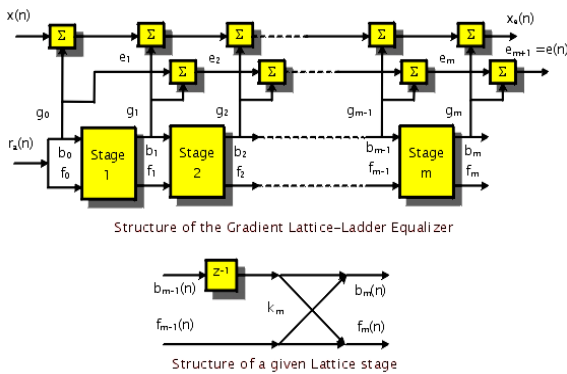 x(n) xₑ(n)
Σ Σ Σ Σ Σ
e₁ e₂ eₘ eₘ₊₁ =e(n)
Σ Σ Σ Σ
g₀ g₁ g₂ gₘ₋₁ gₘ
rₐ(n) b₀ Stage 1 b₁ Stage 2 b₂ bₘ₋₁ Stage m bₘ
f₀ f₁ f₂ fₘ₋₁ fₘ
Structure of the Gradient Lattice-Ladder Equalizer
z⁻¹
bₘ₋₁(n) kₘ bₘ(n)
fₘ₋₁(n) fₘ(n)
Structure of a given Lattice stage